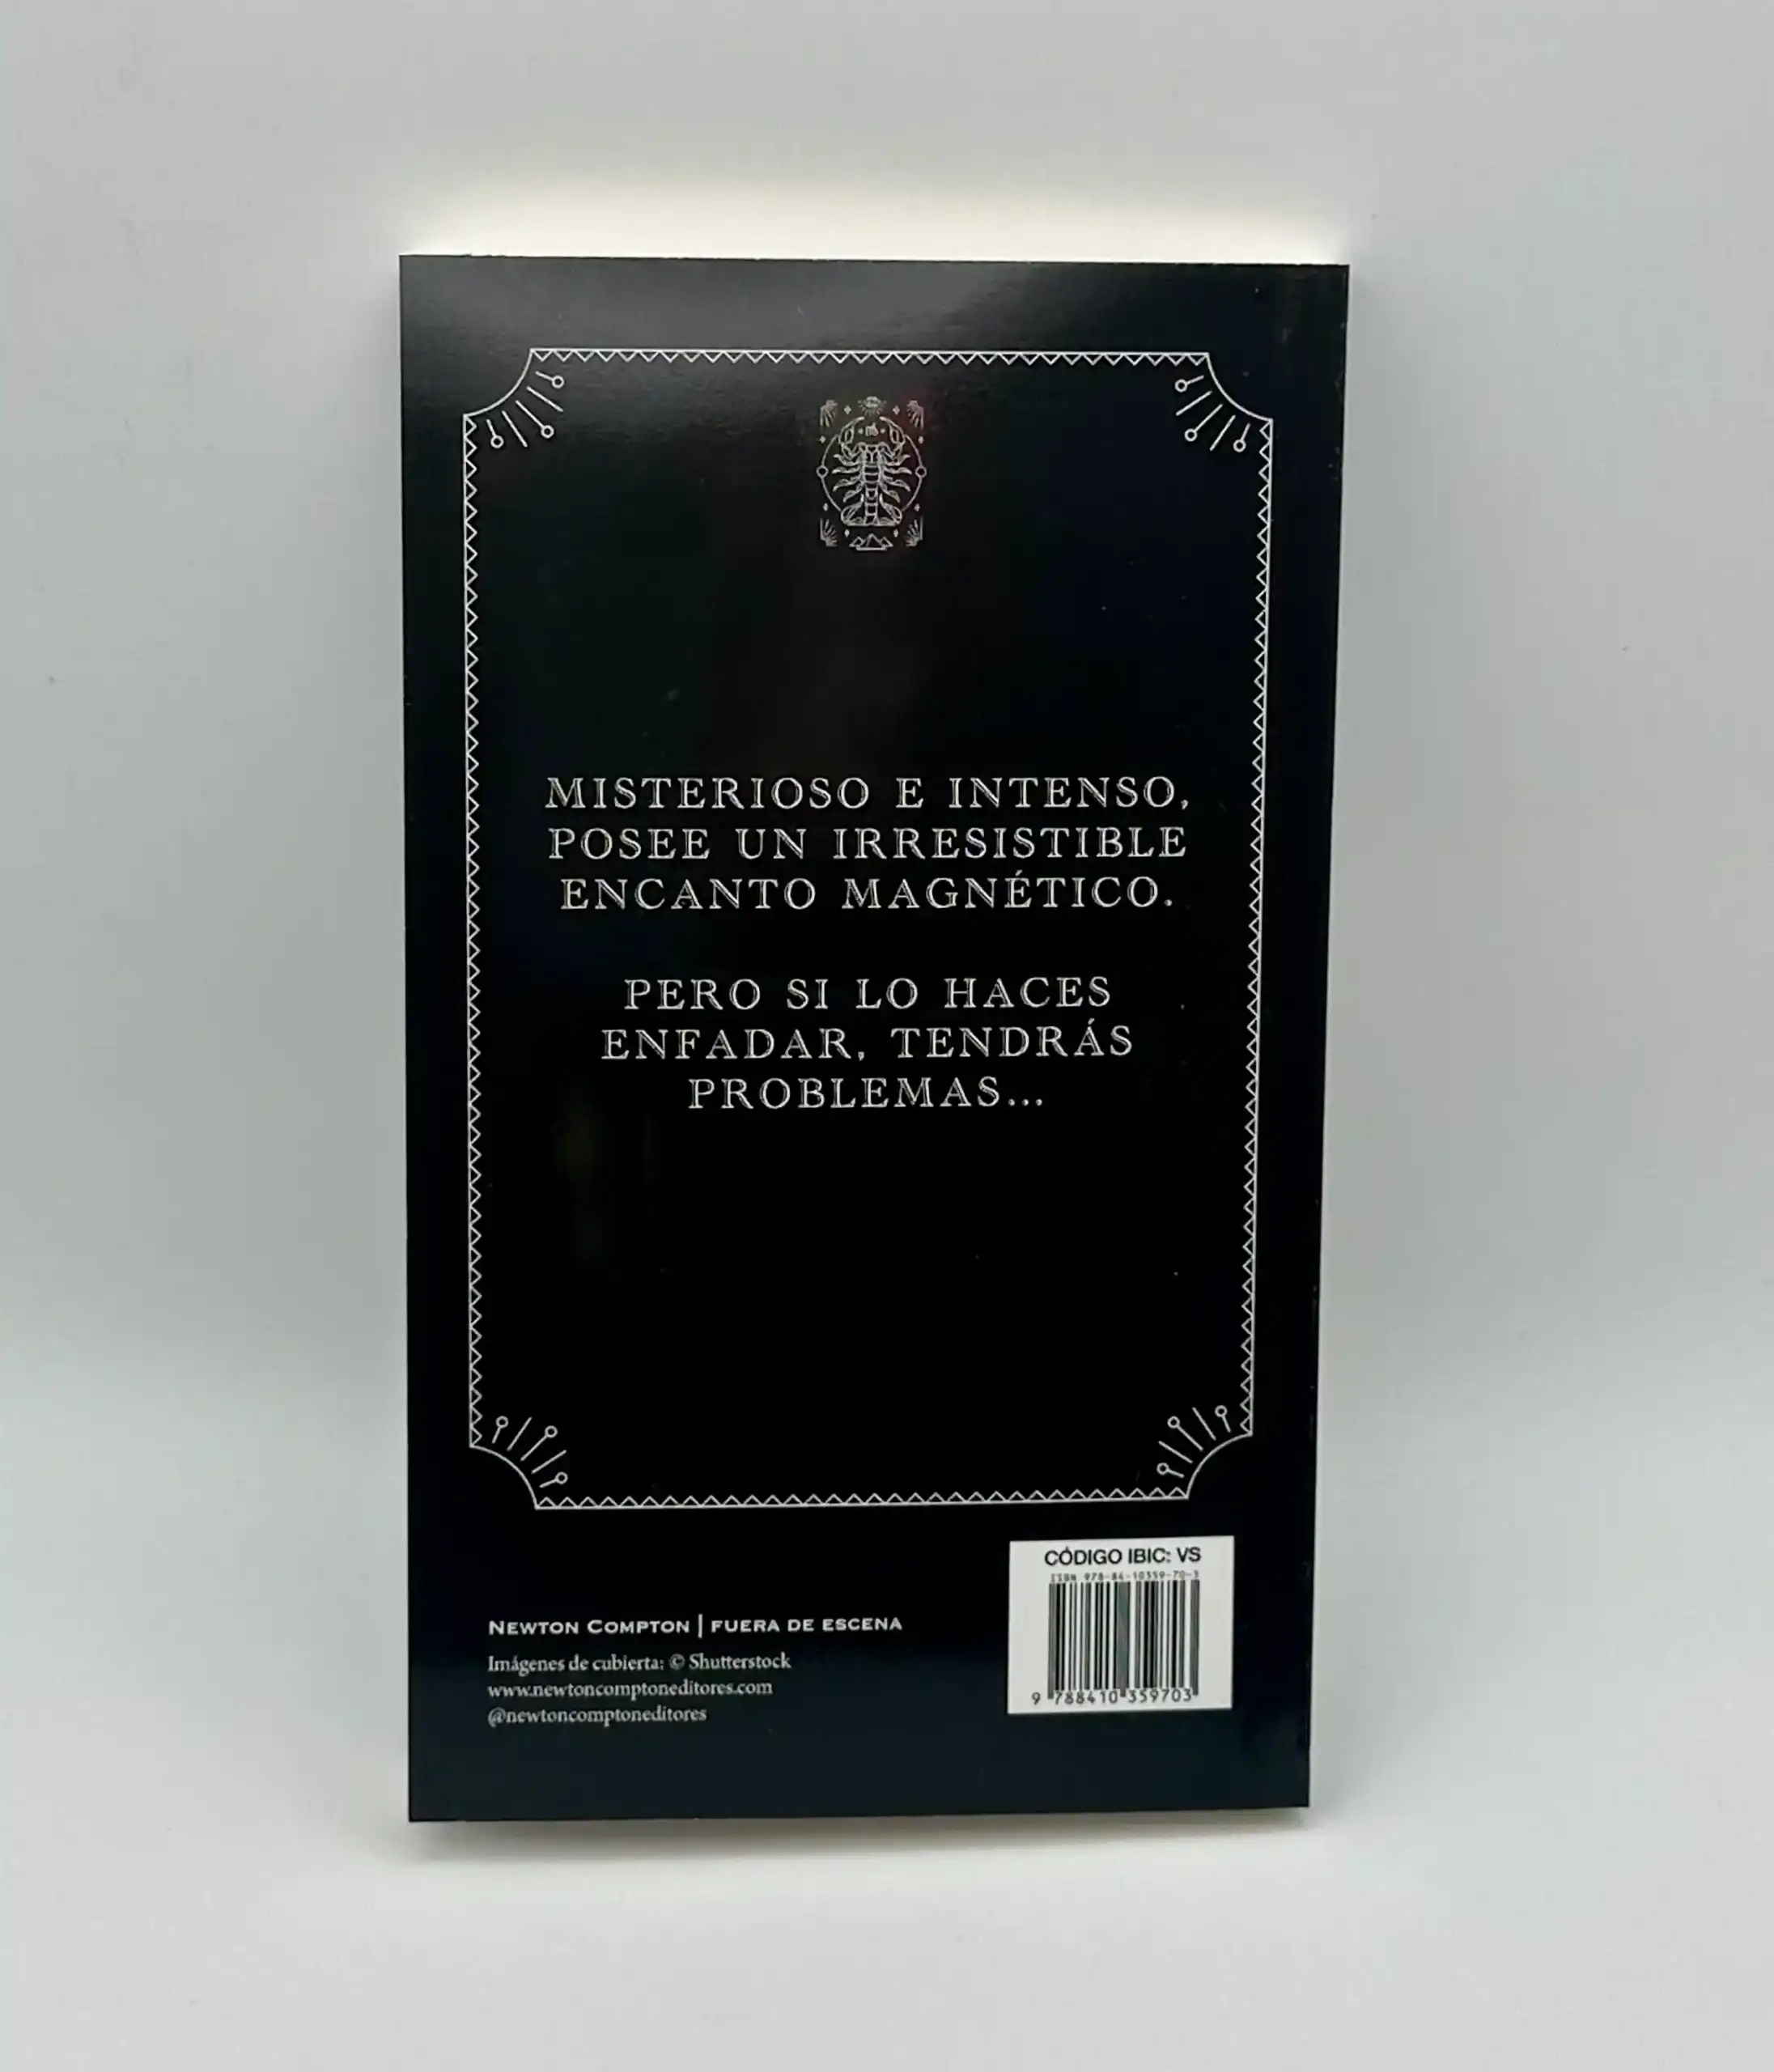 MISTERIOSO E INTENSO,
POSEE UN IRRESISTIBLE
ENCANTO MAGNÉTICO.
PERO SI LO HACES
ENFADAR, TENDRÁS
PROBLEMAS...
NEWTON COMPTON | FUERA DE ESCENA
Imágenes de cubierta: © Shutterstock
www.newtoncomptoneditores.com
@newtoncomptoneditores
CÓDIGO IBIC: VS
ISBN 978-84-10359-70-3
9 788410 359703